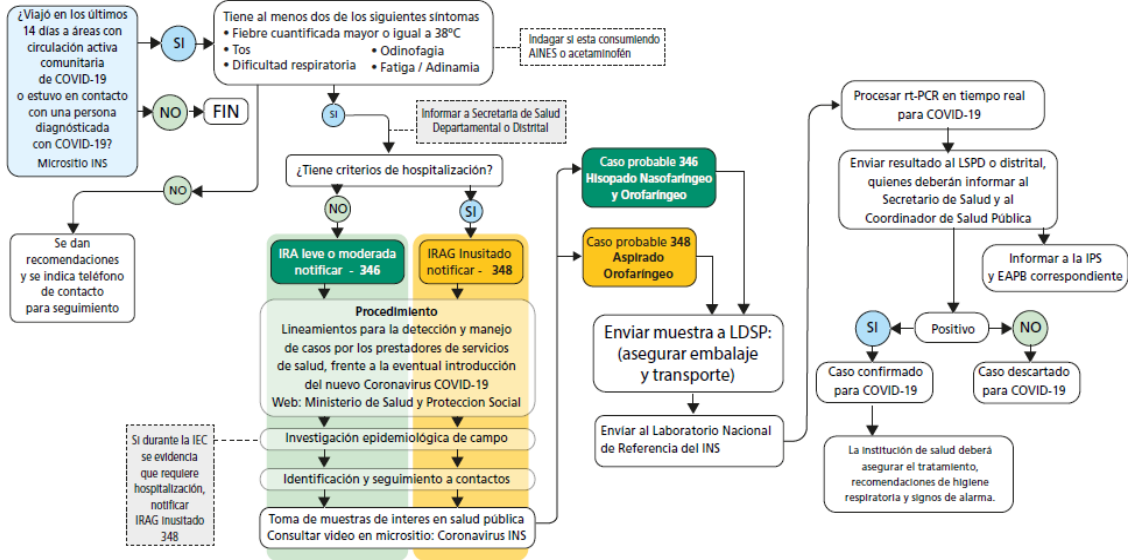 ¿Viajó en los últimos
14 días a áreas con
circulación activa
comunitaria
de COVID-19
o estuvo en contacto
con una persona
diagnósticada
con COVID-19?
Micrositio INS
SI
NO
FIN
Tiene al menos dos de los siguientes síntomas
• Fiebre cuantificada mayor o igual a 38ºC
• Tos
• Odinofagia
• Dificultad respiratoria
• Fatiga / Adinamia
Indagar si esta consumiendo
AINES o acetaminofén
SI
Informar a Secretaria de Salud
Departamental o Distrital
NO
Se dan
recomendaciones
y se indica teléfono
de contacto
para seguimiento
¿Tiene criterios de hospitalización?
NO
SI
IRA leve o moderada
notificar - 346
IRAG Inusitado
notificar - 348
Procedimiento
Lineamientos para la detección y manejo
de casos por los prestadores de servicios
de salud, frente a la eventual introducción
del nuevo Coronavirus COVID-19
Web: Ministerio de Salud y Proteccion Social
Si durante la IEC
se evidencia
que requiere
hospitalización,
notificar
IRAG inusitado
348
Investigación epidemiológica de campo
Identificación y seguimiento a contactos
Toma de muestras de interes en salud pública
Consultar video en micrositio: Coronavirus INS
Caso probable 346
Hisopado Nasofaríngeo
y Orofaríngeo
Caso probable 348
Aspirado
Orofaríngeo
Enviar muestra a LDSP:
(asegurar embalaje
y transporte)
Envíar al Laboratorio Nacional
de Referencia del INS
Procesar rt-PCR en tiempo real
para COVID-19
Enviar resultado al LSPD o distrital,
quienes deberán informar al
Secretario de Salud y al
Coordinador de Salud Pública
Informar a la IPS
y EAPB correspondiente
SI
Positivo
NO
Caso confirmado
para COVID-19
Caso descartado
para COVID-19
La institución de salud deberá
asegurar el tratamiento,
recomendaciones de higiene
respiratoria y signos de alarma.